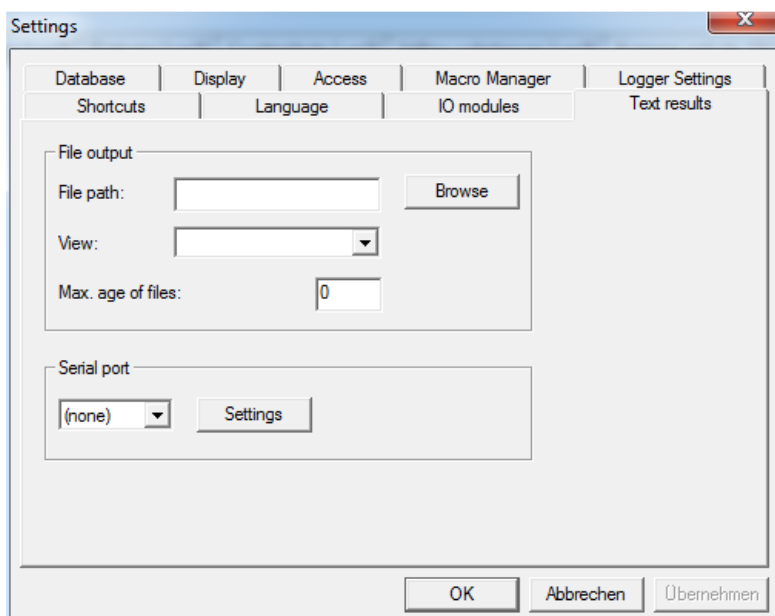 Settings
Database Display Access Macro Manager Logger Settings
Shortcuts Language IO modules Text results
File output
File path: Browse
View:
Max. age of files: 0
Serial port
(none) Settings
OK Abbrechen Übernehmen